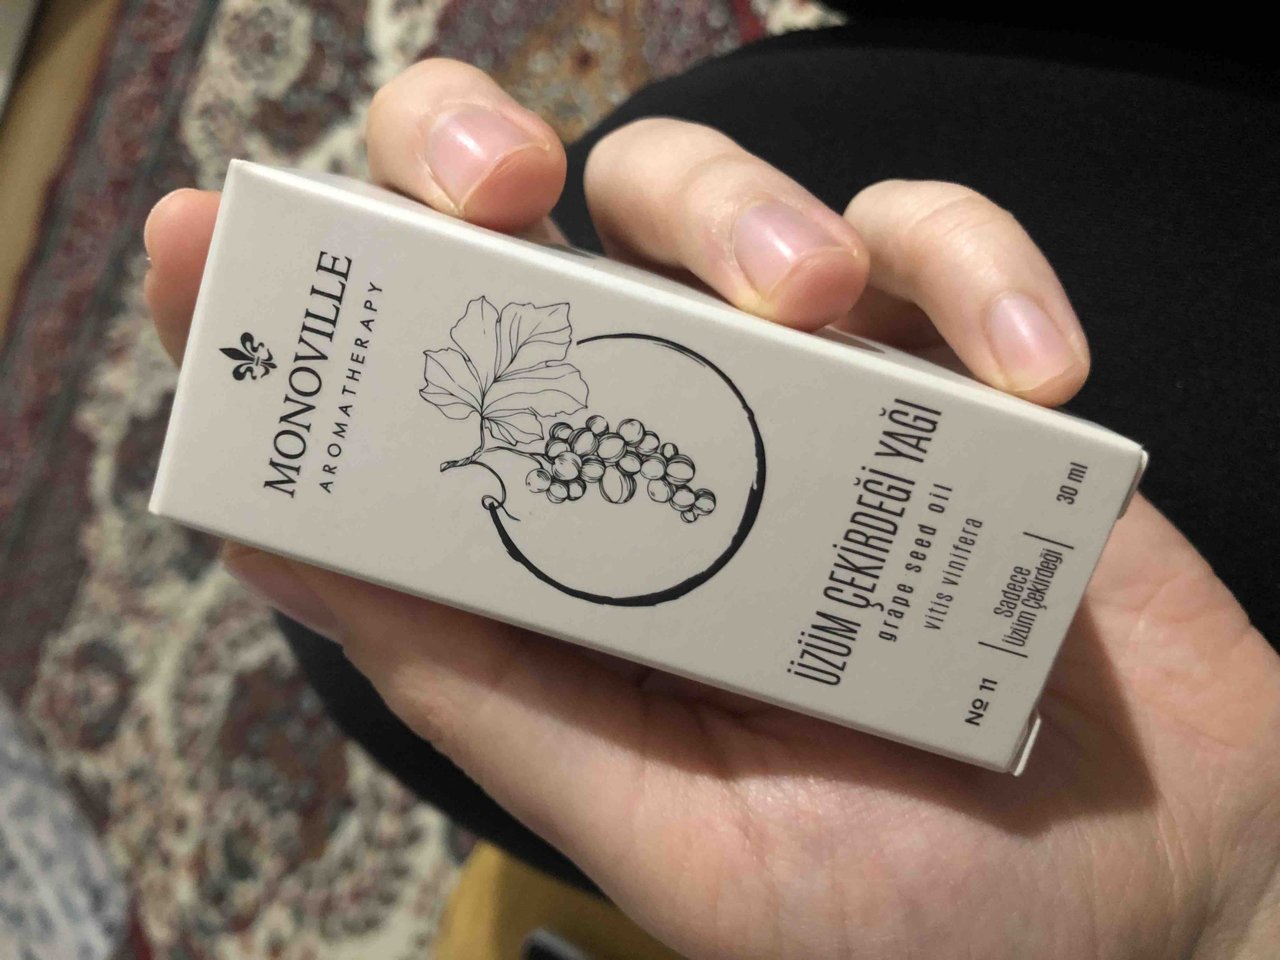 MONOVILLE
AROMATHERAPY
ÜZÜM ÇEKİRDEĞİ YAĞI
grape seed oil
vitis vinifera
No 11
Sadece
Üzüm Çekirdeği
30 ml